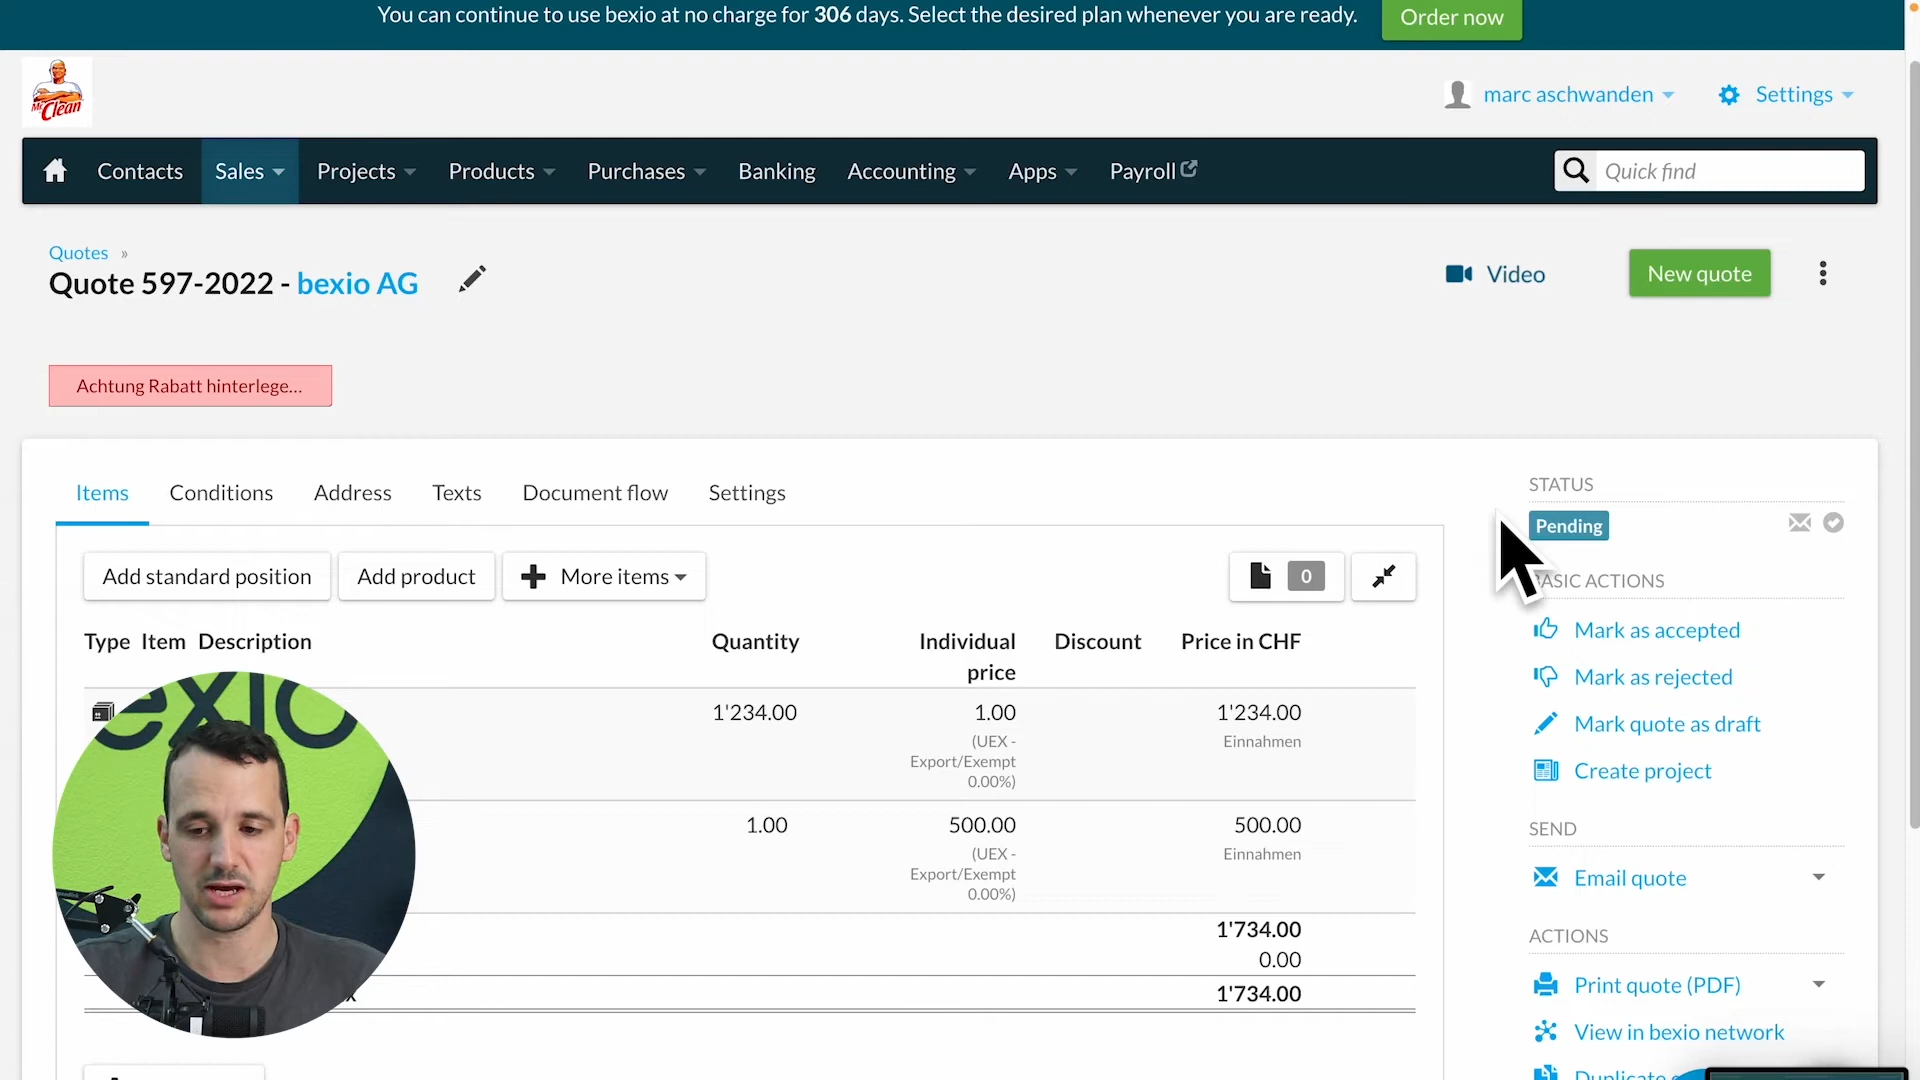 You can continue to use bexio at no charge for 306 days. Select the desired plan whenever you are ready.
Order now
Mr Clean
marc aschwanden
Settings
Contacts
Sales
Projects
Products
Purchases
Banking
Accounting
Apps
Payroll
Quick find
Quotes »
Quote 597-2022 - bexio AG
Video
New quote
Achtung Rabatt hinterlege...
Items
Conditions
Address
Texts
Document flow
Settings
Add standard position
Add product
More items
0
Type Item Description Quantity Individual price Discount Price in CHF
1'234.00 1.00 1'234.00
(UEX -
Export/Exempt
0.00%)
Einnahmen
1.00 500.00 500.00
(UEX -
Export/Exempt
0.00%)
Einnahmen
1'734.00
0.00
1'734.00
exio
STATUS
Pending
BASIC ACTIONS
Mark as accepted
Mark as rejected
Mark quote as draft
Create project
SEND
Email quote
ACTIONS
Print quote (PDF)
View in bexio network
Duplicate